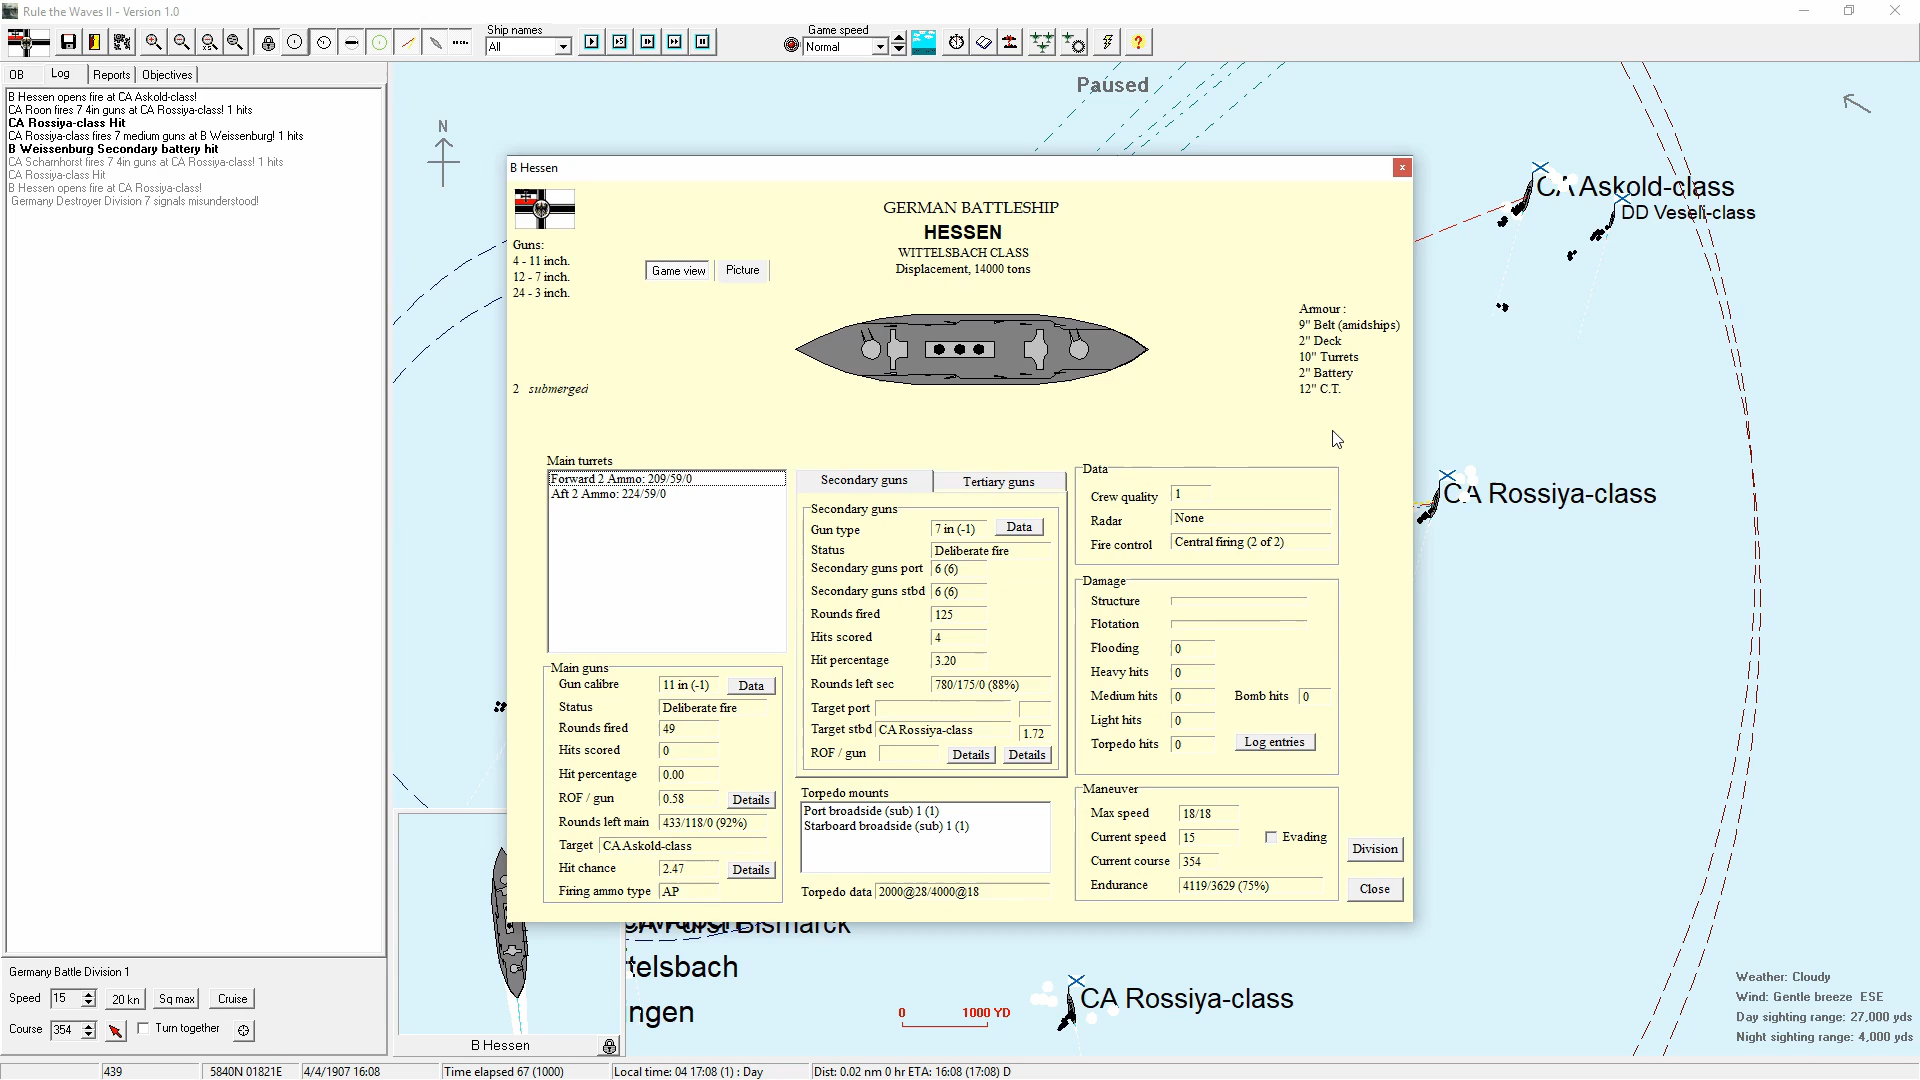 Rule the Waves II - Version 1.0
Ship names
All
Game speed
Normal
OB
Log
Reports
Objectives
B Hessen opens fire at CA Askold-class!
CA Roon fires 7 4in guns at CA Rossiya-class! 1 hits
CA Rossiya-class Hit
CA Rossiya-class fires 7 medium guns at B Weissenburg! 1 hits
B Weissenburg Secondary battery hit
CA Scharnhorst fires 7 4in guns at CA Rossiya-class! 1 hits
CA Rossiya-class Hit
B Hessen opens fire at CA Rossiya-class!
Germany Destroyer Division 7 signals misunderstood!
Paused
N
CA Askold-class
DD Veseli-class
CA Rossiya-class
B Hessen
GERMAN BATTLESHIP
HESSEN
WITTELSBACH CLASS
Displacement, 14000 tons
Guns:
4 - 11 inch.
12 - 7 inch.
24 - 3 inch.
Game view
Picture
2 submerged
Armour :
9" Belt (amidships)
2" Deck
10" Turrets
2" Battery
12" C.T.
Main turrets
Forward 2 Ammo: 209/59/0
Aft 2 Ammo: 224/59/0
Main guns
Gun calibre 11 in (-1) Data
Status Deliberate fire
Rounds fired 49
Hits scored 0
Hit percentage 0.00
ROF / gun 0.58 Details
Rounds left main 433/118/0 (92%)
Target CA Askold-class
Hit chance 2.47 Details
Firing ammo type AP
Secondary guns
Tertiary guns
Secondary guns
Gun type 7 in (-1) Data
Status Deliberate fire
Secondary guns port 6 (6)
Secondary guns stbd 6 (6)
Rounds fired 125
Hits scored 4
Hit percentage 3.20
Rounds left sec 780/175/0 (88%)
Target port
Target stbd CA Rossiya-class 1.72
ROF / gun Details Details
Torpedo mounts
Port broadside (sub) 1 (1)
Starboard broadside (sub) 1 (1)
Torpedo data 2000@28/4000@18
Data
Crew quality 1
Radar None
Fire control Central firing (2 of 2)
Damage
Structure
Flotation
Flooding 0
Heavy hits 0
Medium hits 0 Bomb hits 0
Light hits 0
Torpedo hits 0 Log entries
Maneuver
Max speed 18/18
Current speed 15 Evading
Current course 354
Endurance 4119/3629 (75%)
Division
Close
Bismarck
telsbach
ngen
CA Rossiya-class
0 1000 YD
Weather: Cloudy
Wind: Gentle breeze ESE
Day sighting range: 27,000 yds
Night sighting range: 4,000 yds
Germany Battle Division 1
Speed 15 20 kn Sq max Cruise
Course 354 Turn together
B Hessen
439
5840N 01821E
4/4/1907 16:08
Time elapsed 67 (1000)
Local time: 04 17:08 (1) : Day
Dist: 0.02 nm 0 hr ETA: 16:08 (17:08) D